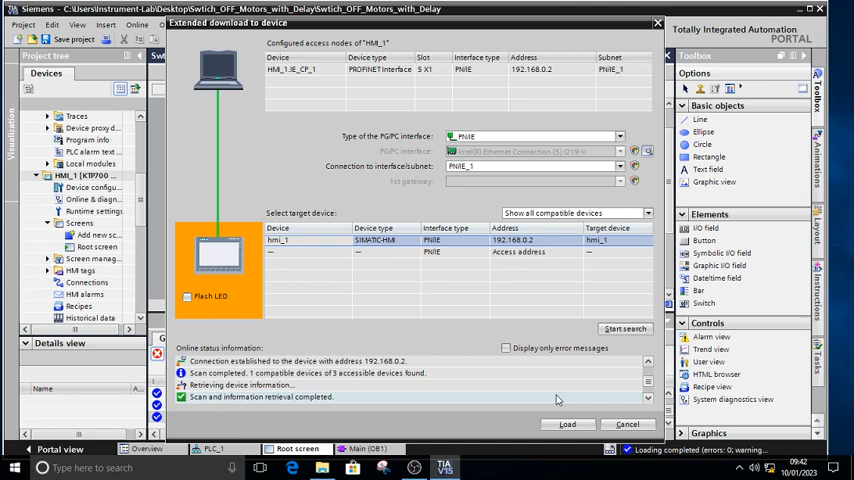 Siemens - C:\Users\Instrument-Lab\Desktop\Swtich_OFF_Motors_with_Delay\Swtich_OFF_Motors_with_Delay
Project Edit View Insert Online
Save project
Totally Integrated Automation
PORTAL
Project tree
Devices
Visualization
Traces
Device proxy d...
Program info
PLC alarm text ...
Local modules
HMI_1 [KTP700 ...
Device configu...
Online & diagn...
Runtime settings
Screens
Add new sc...
Root screen
Screen manag...
HMI tags
Connections
HMI alarms
Recipes
Historical data
Details view
Name
Extended download to device
Configured access nodes of "HMI_1"
Device Device type Slot Interface type Address Subnet
HMI_1.IE_CP_1 PROFINET Interface 5 X1 PN/IE 192.168.0.2 PN/IE_1
Type of the PG/PC interface: PN/IE
PG/PC interface: Intel(R) Ethernet Connection (5) I219-V
Connection to interface/subnet: PN/IE_1
1st gateway:
Select target device: Show all compatible devices
Device Device type Interface type Address Target device
hmi_1 SIMATIC-HMI PN/IE 192.168.0.2 hmi_1
— — PN/IE Access address —
Flash LED
Start search
Online status information: Display only error messages
Connection established to the device with address 192.168.0.2.
Scan completed. 1 compatible devices of 3 accessible devices found.
Retrieving device information...
Scan and information retrieval completed.
Load Cancel
Toolbox
Options
Basic objects
Line
Ellipse
Circle
Rectangle
Text field
Graphic view
Elements
I/O field
Button
Symbolic I/O field
Graphic I/O field
Date/time field
Bar
Switch
Controls
Alarm view
Trend view
User view
HTML browser
Recipe view
System diagnostics view
Graphics
Toolbox
Animations
Layout
Instructions
Tasks
Portal view Overview PLC_1 Root screen Main (OB1) Loading completed (errors: 0; warning...
Type here to search
TIA
V15
09:42
10/01/2023